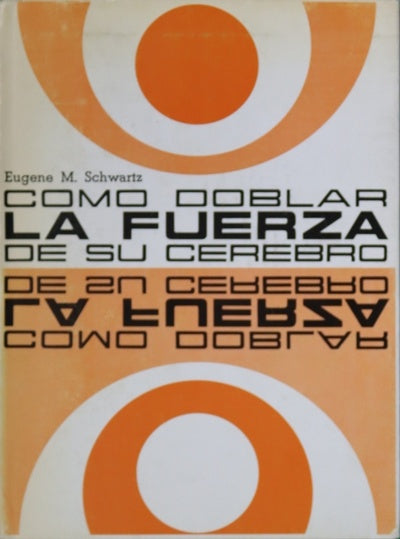 Eugene M. Schwartz
COMO DOBLAR
LA FUERZA
DE SU CEREBRO
DE SU CEREBRO
LA FUERZA
COMO DOBLAR